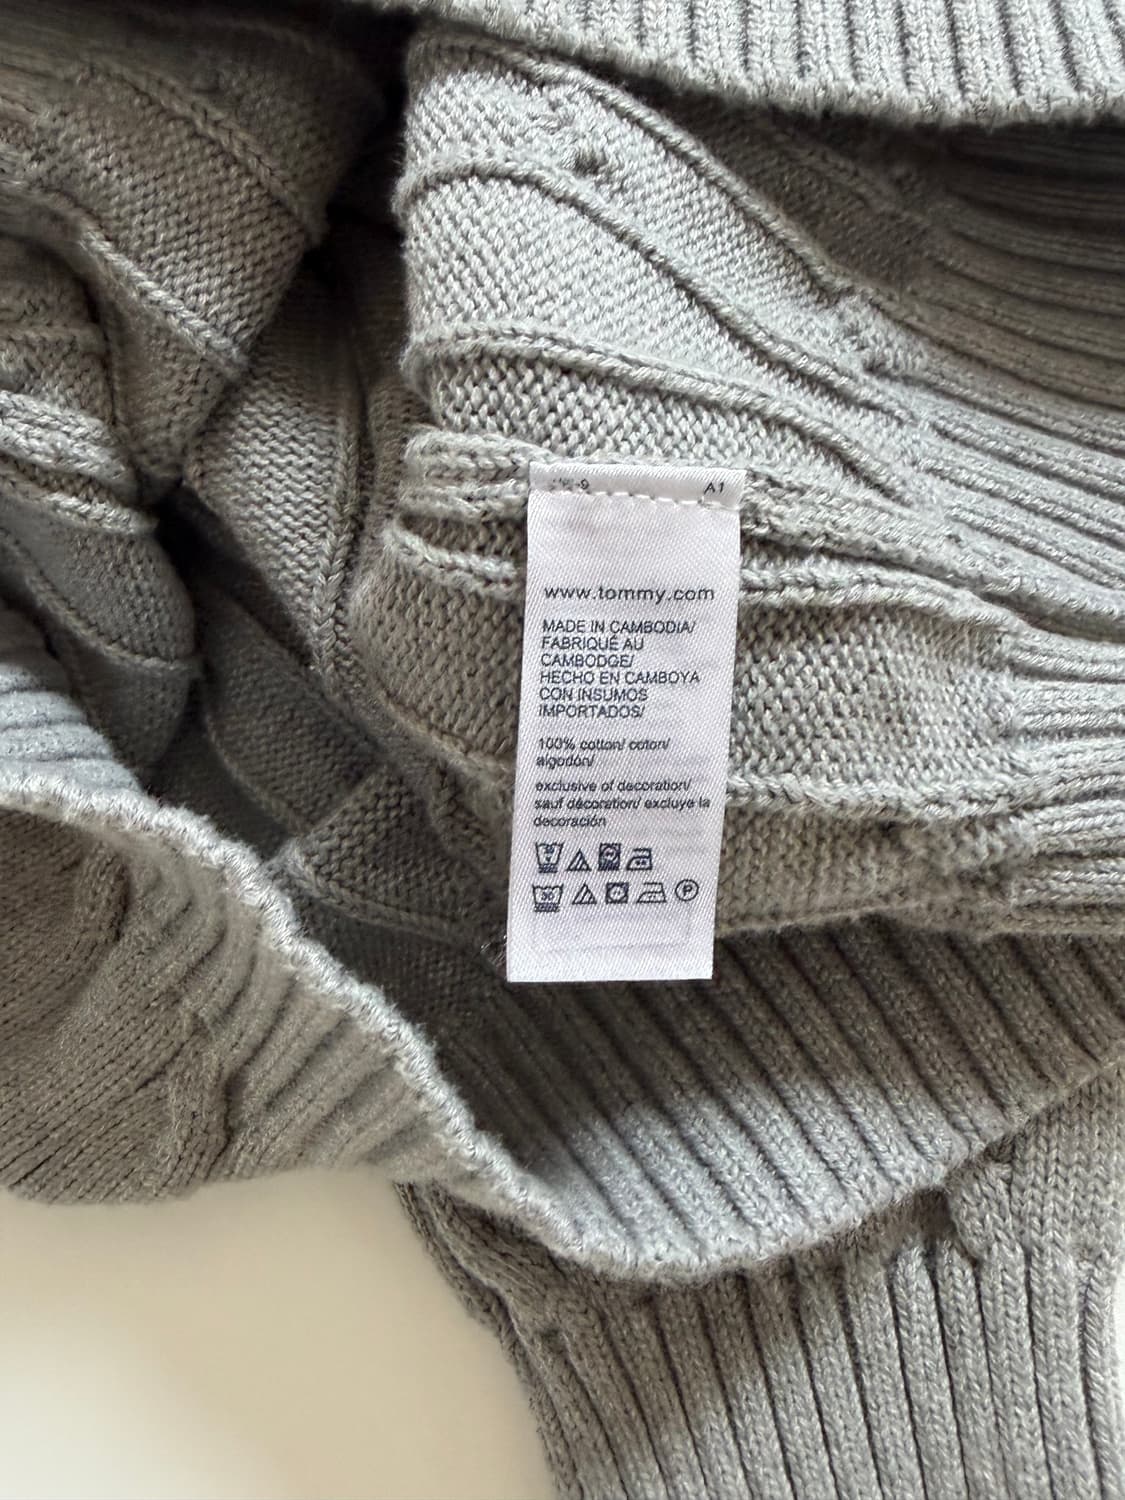 A1
www.tommy.com
MADE IN CAMBODIA/
FABRIQUÉ AU
CAMBODGE/
HECHO EN CAMBOYA
CON INSUMOS
IMPORTADOS/
100% cotton/ coton/
algodón/
exclusive of decoration/
sauf décoration/ excluye la
decoración
30 P